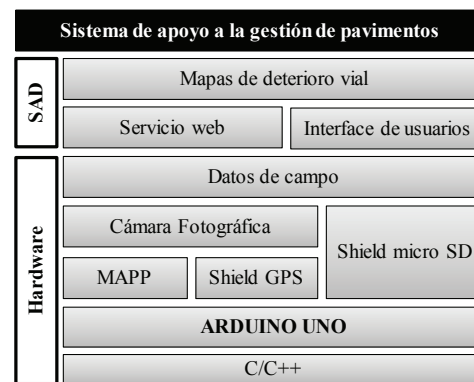 Sistema de apoyo a la gestión de pavimentos
SAD
Mapas de deterioro vial
Servicio web
Interface de usuarios
Hardware
Datos de campo
Cámara Fotográfica
Shield micro SD
MAPP
Shield GPS
ARDUINO UNO
C/C++